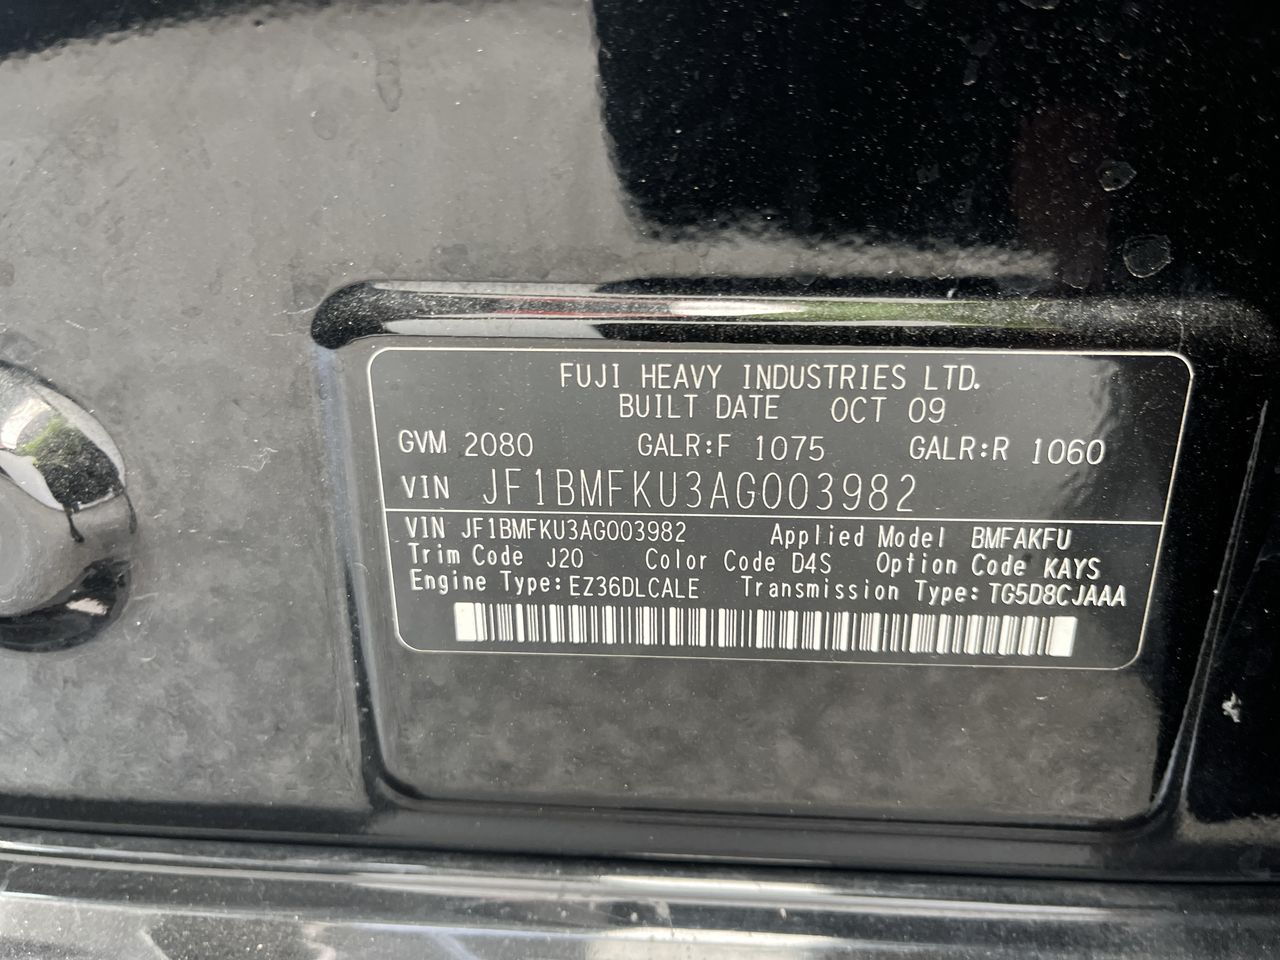 FUJI HEAVY INDUSTRIES LTD.
BUILT DATE OCT 09
GVM 2080 GALR:F 1075 GALR:R 1060
VIN JF1BMFKU3AG003982
VIN JF1BMFKU3AG003982 Applied Model BMFAKFU
Trim Code J20 Color Code D4S Option Code KAYS
Engine Type:EZ36DLCALE Transmission Type:TG5D8CJAAA